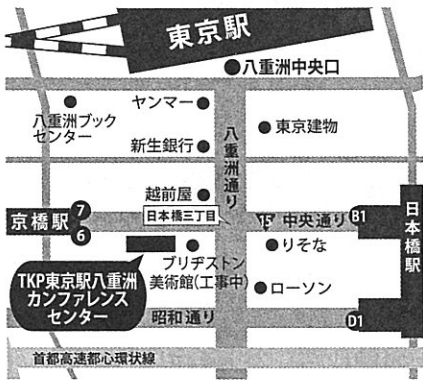 東京駅
八重洲中央口
八重洲ブック
センター
ヤンマー
新生銀行
八重洲通り
東京建物
越前屋
日本橋三丁目
京橋駅
7
6
15
中央通り
B1
日本橋駅
ブリヂストン
美術館(工事中)
りそな
TKP東京駅八重洲
カンファレンス
センター
ローソン
昭和通り
D1
首都高速都心環状線